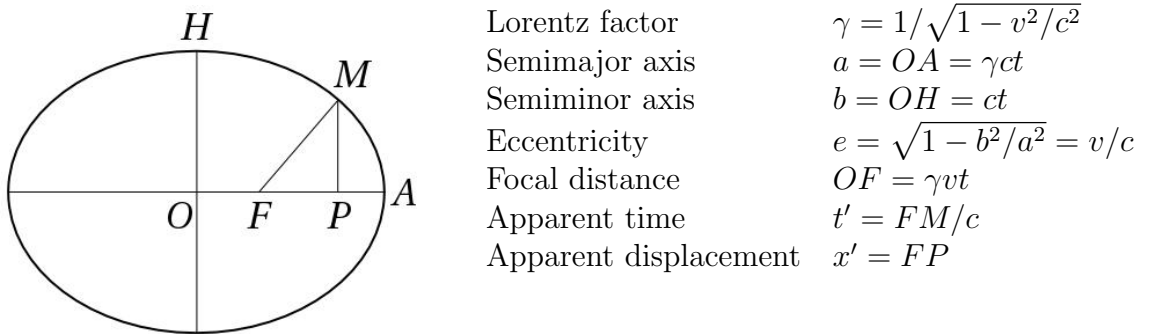 H
M
O
F
P
A
Lorentz factor γ = 1/√(1 − v²/c²)
Semimajor axis a = OA = γct
Semiminor axis b = OH = ct
Eccentricity e = √(1 − b²/a²) = v/c
Focal distance OF = γvt
Apparent time t′ = FM/c
Apparent displacement x′ = FP